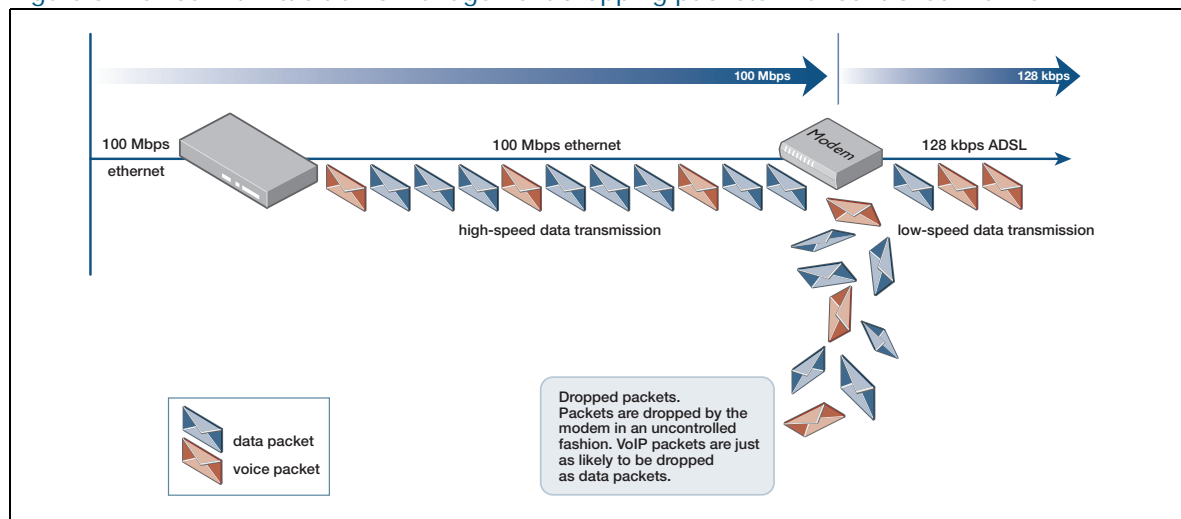 100 Mbps
128 kbps
100 Mbps
ethernet
100 Mbps ethernet
Modem
128 kbps ADSL
high-speed data transmission
low-speed data transmission
Dropped packets.
Packets are dropped by the
modem in an uncontrolled
fashion. VoIP packets are just
as likely to be dropped
as data packets.
data packet
voice packet